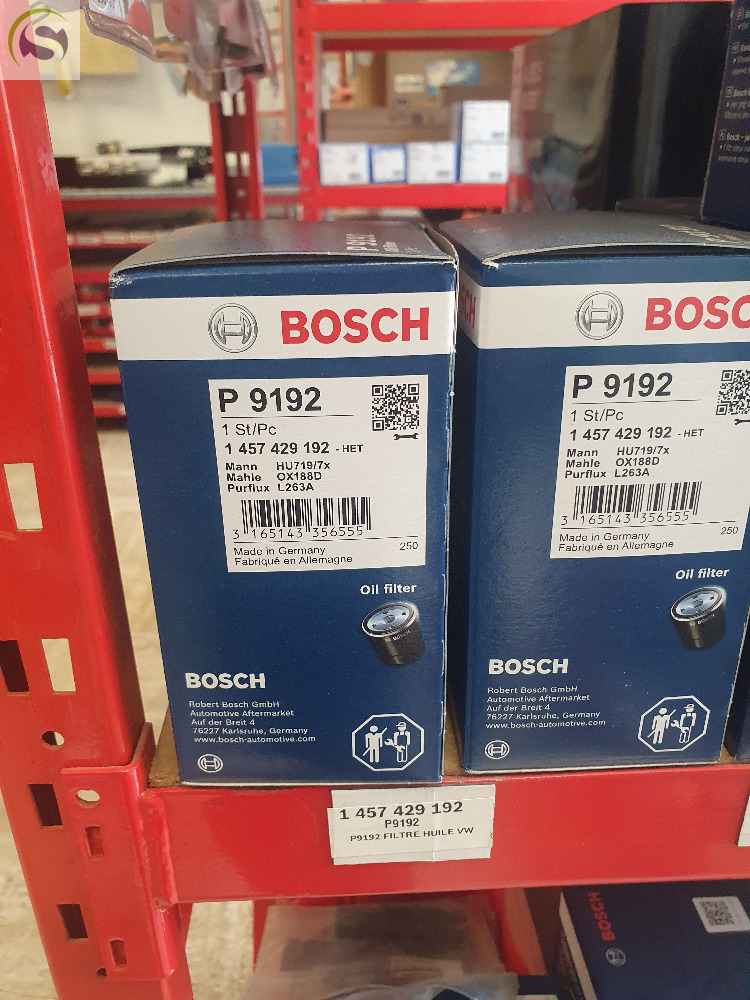 P 9192
Oil filter
BOSCH
P 9192
1 St/Pc
1 457 429 192 - HET
Mann HU719/7x
Mahle OX188D
Purflux L263A
3 165143 356555
Made in Germany 250
Fabriqué en Allemagne
Oil filter
BOSCH
BOSCH
Robert Bosch GmbH
Automotive Aftermarket
Auf der Breit 4
76227 Karlsruhe, Germany
www.bosch-automotive.com
BOSCH
P 9192
1 St/Pc
1 457 429 192 - HET
Mann HU719/7x
Mahle OX188D
Purflux L263A
3 165143 356555
Made in Germany 250
Fabriqué en Allemagne
Oil filter
BOSCH
BOSCH
Robert Bosch GmbH
Automotive Aftermarket
Auf der Breit 4
76227 Karlsruhe, Germany
www.bosch-automotive.com
1 457 429 192
P9192
P9192 FILTRE HUILE VW
BOSCH